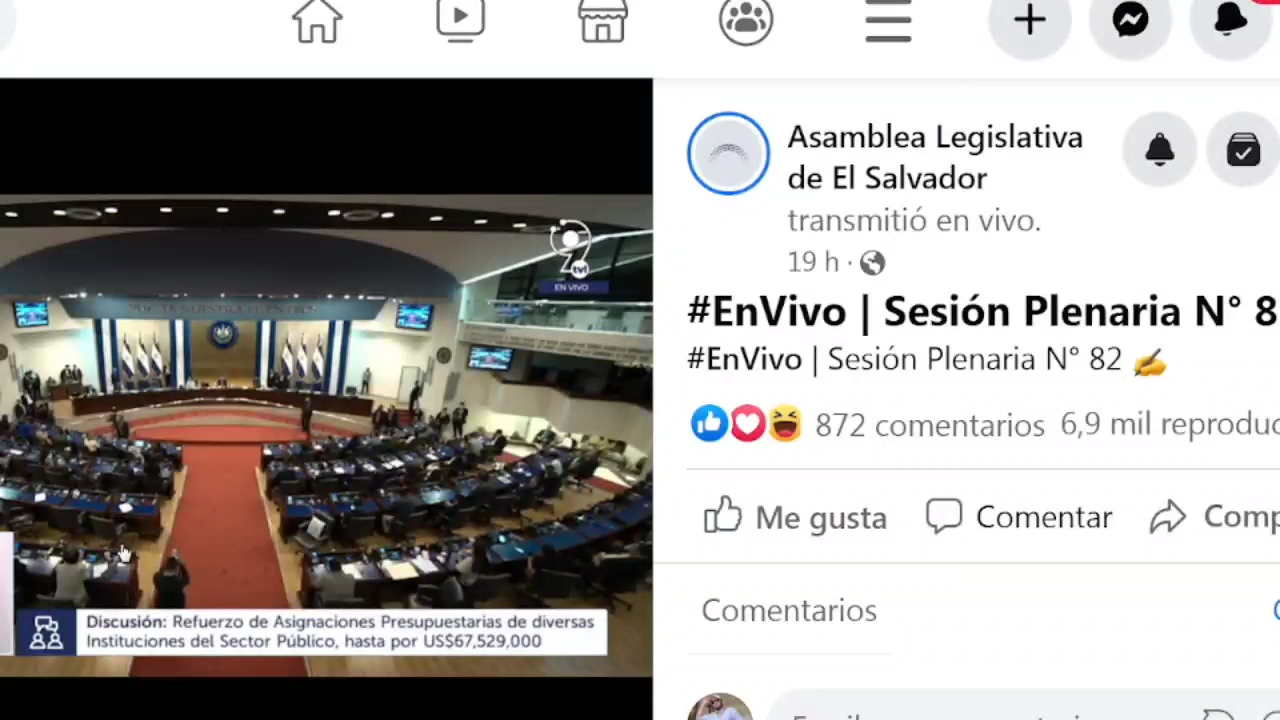 Asamblea Legislativa
de El Salvador
transmitió en vivo.
19 h ·
#EnVivo | Sesión Plenaria N° 8
#EnVivo | Sesión Plenaria N° 82
872 comentarios 6,9 mil reproduc
Me gusta Comentar Comp
Comentarios
tvl
EN VIVO
Discusión: Refuerzo de Asignaciones Presupuestarias de diversas
Instituciones del Sector Público, hasta por US$67,529,000